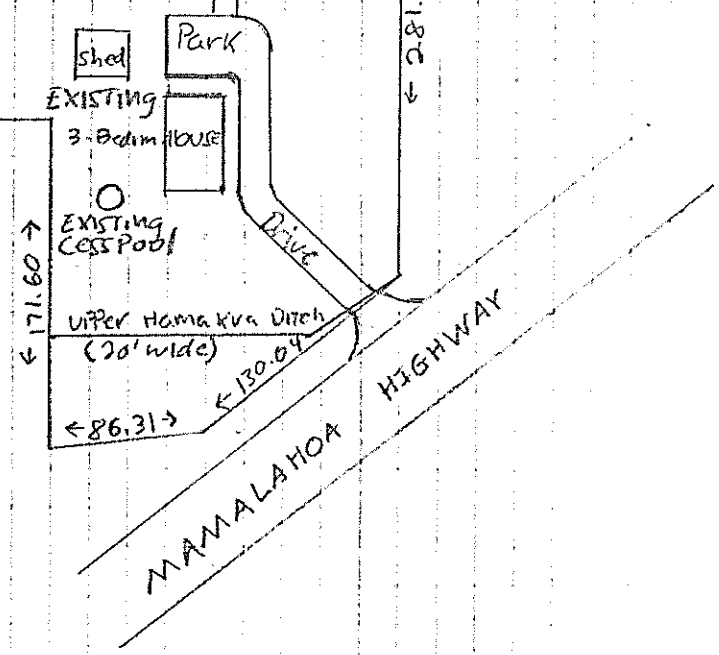 Park
← 281.
shed
EXISTING
3-Bedrm HOUSE
EXISTING
CESSPOOl
Drive
← 171.60 →
UPPER HamaKua Ditch
(20' wide)
←130.04
←86.31→
MAMALAHOA HIGHWAY